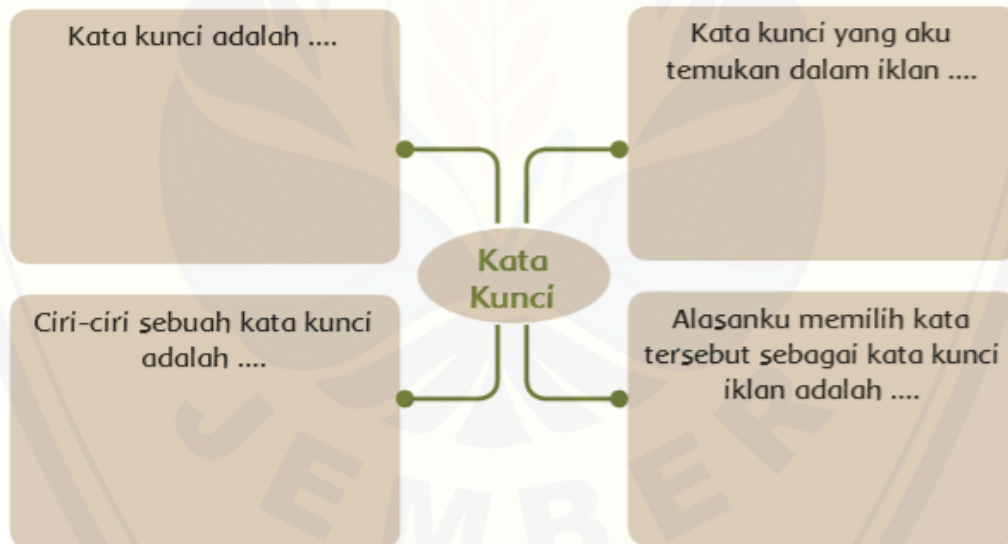 Kata kunci adalah ....
Kata kunci yang aku
temukan dalam iklan ....
Kata
Kunci
Ciri-ciri sebuah kata kunci
adalah ....
Alasanku memilih kata
tersebut sebagai kata kunci
iklan adalah ....
JEMBER